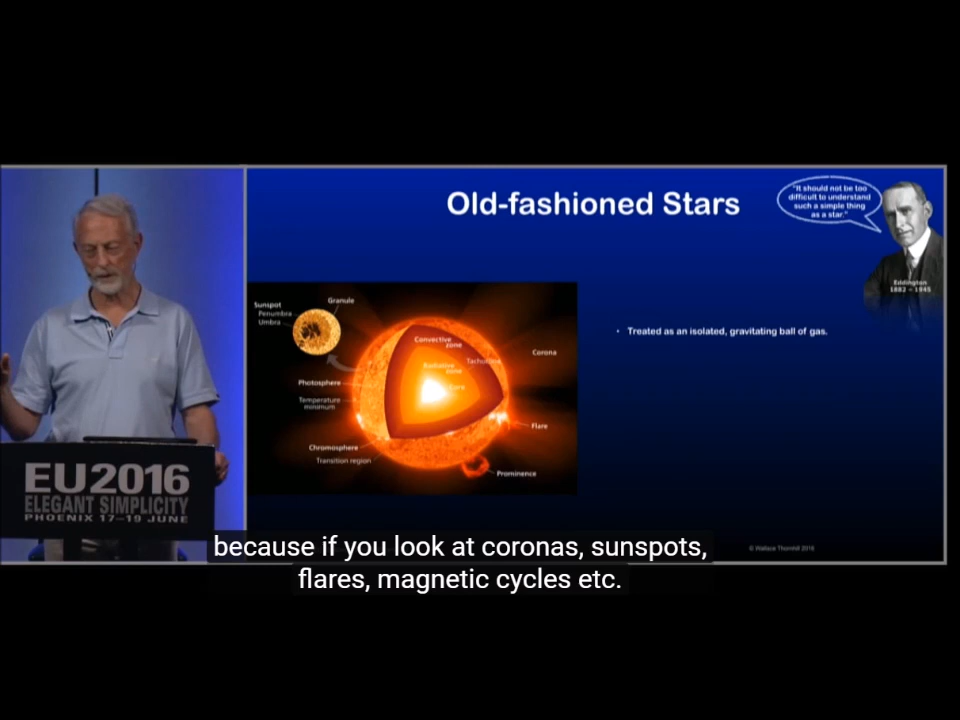 Old-fashioned Stars
"It should not be too
difficult to understand
such a simple thing
as a star."
Eddington
1882 – 1945
Sunspot
Penumbra
Umbra
Granule
Convective
zone
Tachocline
Radiative
zone
Core
Corona
Photosphere
Temperature
minimum
Flare
Chromosphere
Transition region
Prominence
• Treated as an isolated, gravitating ball of gas.
EU2016
ELEGANT SIMPLICITY
PHOENIX 17–19 JUNE
© Wallace Thornhill 2016
because if you look at coronas, sunspots,
flares, magnetic cycles etc.